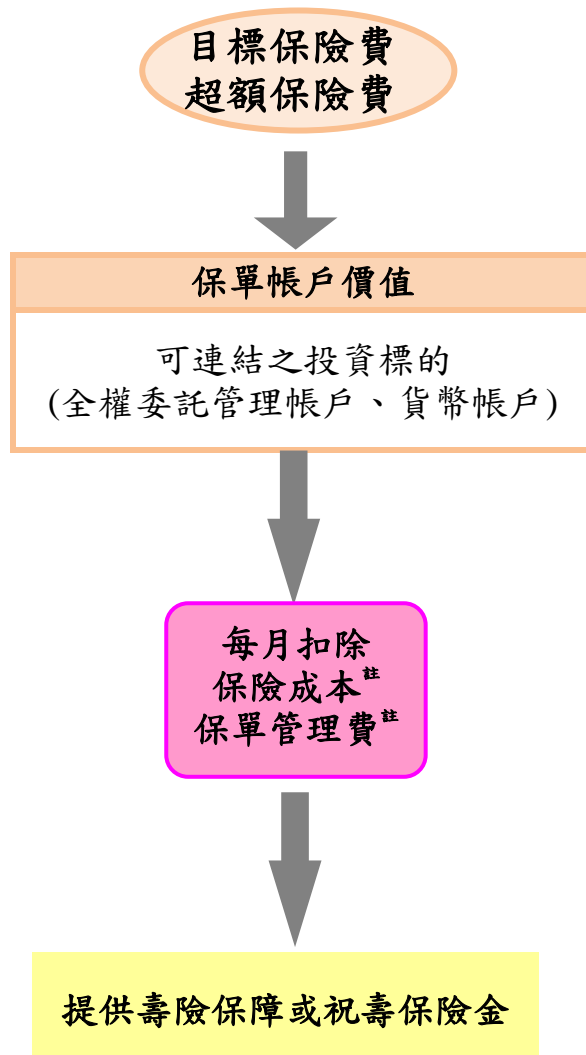 目標保險費
超額保險費
保單帳戶價值
可連結之投資標的
(全權委託管理帳戶、貨幣帳戶)
每月扣除
保險成本註
保單管理費註
提供壽險保障或祝壽保險金